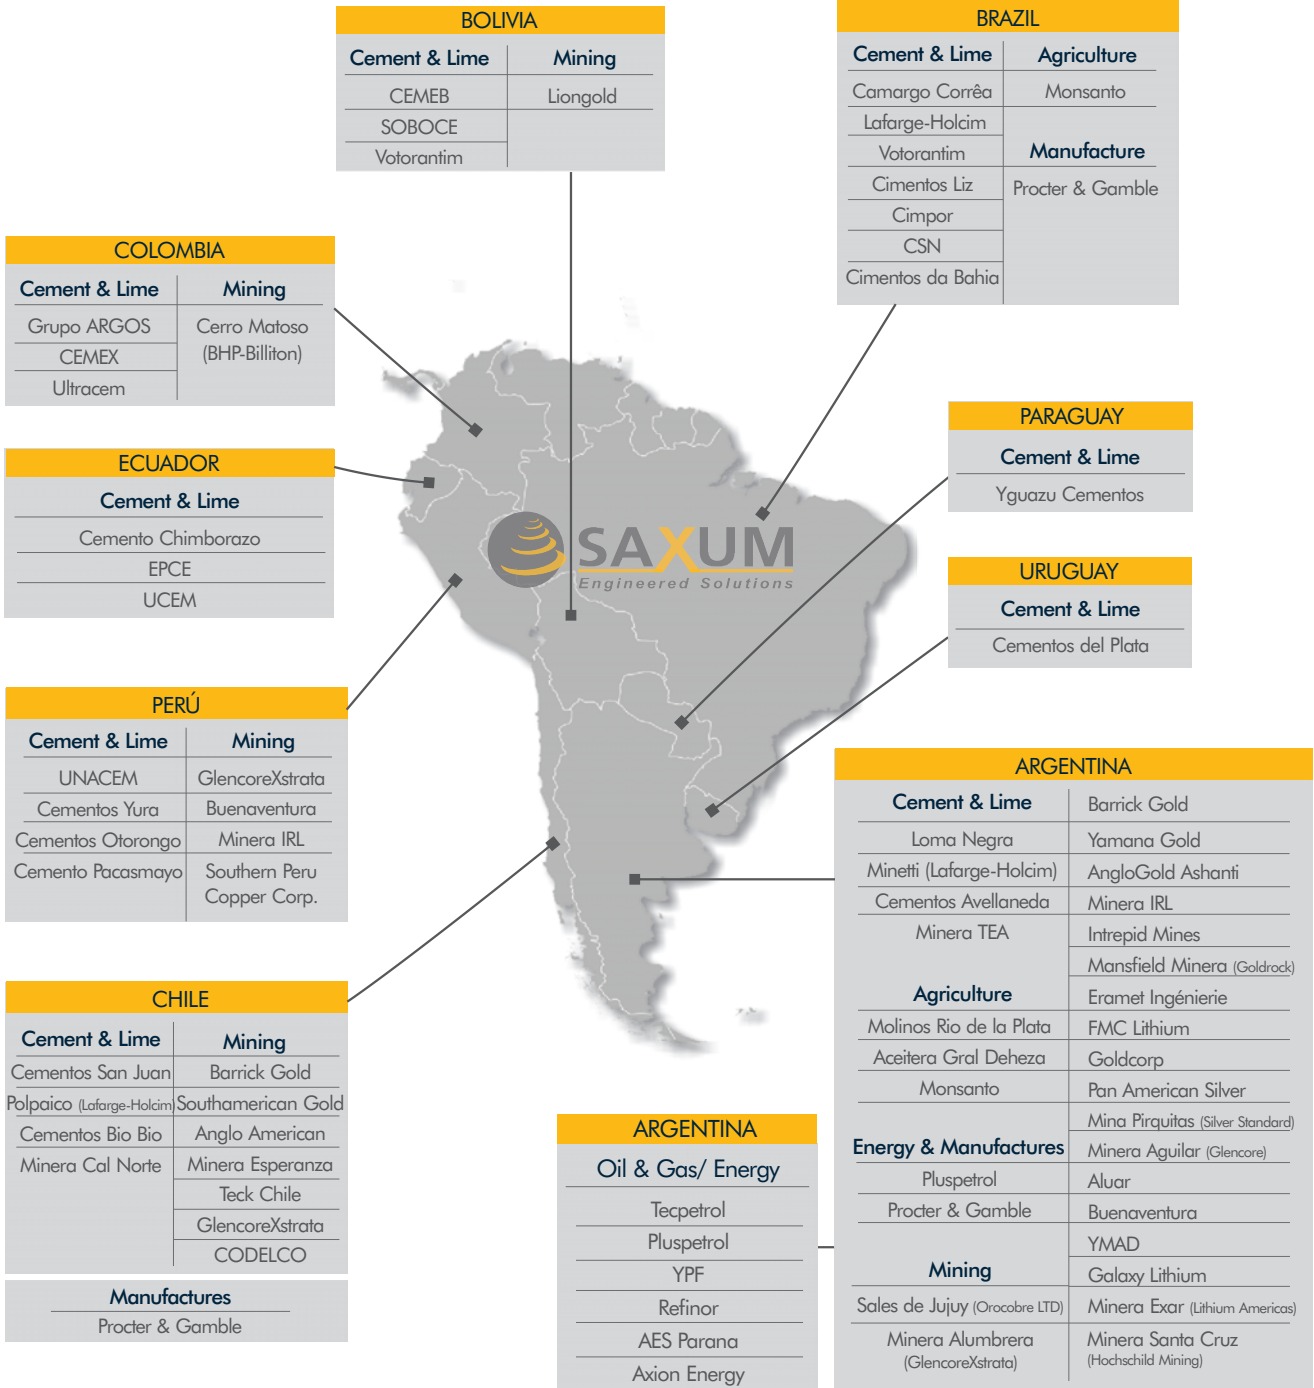 BOLIVIA
Cement & Lime
CEMEB
SOBOCE
Votorantim
Mining
Liongold
BRAZIL
Cement & Lime
Camargo Corrêa
Lafarge-Holcim
Votorantim
Cimentos Liz
Cimpor
CSN
Cimentos da Bahia
Agriculture
Monsanto
Manufacture
Procter & Gamble
COLOMBIA
Cement & Lime
Grupo ARGOS
CEMEX
Ultracem
Mining
Cerro Matoso
(BHP-Billiton)
ECUADOR
Cement & Lime
Cemento Chimborazo
EPCE
UCEM
PARAGUAY
Cement & Lime
Yguazu Cementos
SAXUM
Engineered Solutions
URUGUAY
Cement & Lime
Cementos del Plata
PERÚ
Cement & Lime
UNACEM
Cementos Yura
Cementos Otorongo
Cemento Pacasmayo
Mining
GlencoreXstrata
Buenaventura
Minera IRL
Southern Peru
Copper Corp.
CHILE
Cement & Lime
Cementos San Juan
Polpaico (Lafarge-Holcim)
Cementos Bio Bio
Minera Cal Norte
Mining
Barrick Gold
Southamerican Gold
Anglo American
Minera Esperanza
Teck Chile
GlencoreXstrata
CODELCO
Manufactures
Procter & Gamble
ARGENTINA
Oil & Gas/ Energy
Tecpetrol
Pluspetrol
YPF
Refinor
AES Parana
Axion Energy
ARGENTINA
Cement & Lime
Loma Negra
Minetti (Lafarge-Holcim)
Cementos Avellaneda
Minera TEA
Agriculture
Molinos Rio de la Plata
Aceitera Gral Deheza
Monsanto
Energy & Manufactures
Pluspetrol
Procter & Gamble
Mining
Sales de Jujuy (Orocobre LTD)
Minera Alumbrera
(GlencoreXstrata)
Barrick Gold
Yamana Gold
AngloGold Ashanti
Minera IRL
Intrepid Mines
Mansfield Minera (Goldrock)
Eramet Ingénierie
FMC Lithium
Goldcorp
Pan American Silver
Mina Pirquitas (Silver Standard)
Minera Aguilar (Glencore)
Aluar
Buenaventura
YMAD
Galaxy Lithium
Minera Exar (Lithium Americas)
Minera Santa Cruz
(Hochschild Mining)